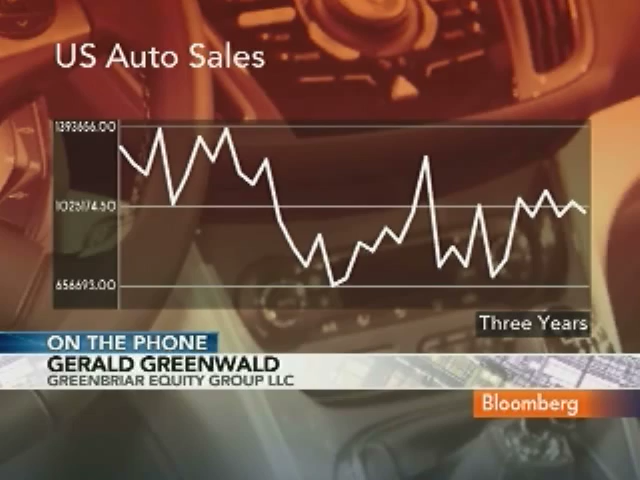 US Auto Sales
1393656.00
1025174.50
656693.00
Three Years
ON THE PHONE
GERALD GREENWALD
GREENBRIAR EQUITY GROUP LLC
Bloomberg